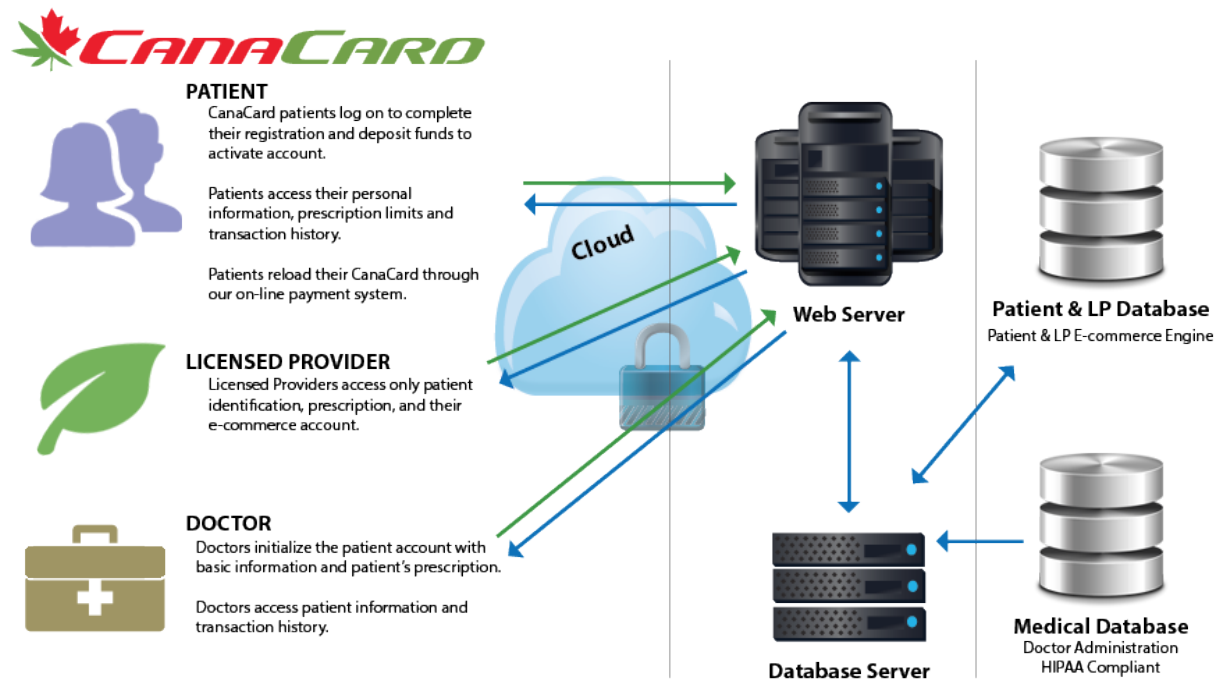 CANACARD
PATIENT
CanaCard patients log on to complete
their registration and deposit funds to
activate account.
Patients access their personal
information, prescription limits and
transaction history.
Patients reload their CanaCard through
our on-line payment system.
LICENSED PROVIDER
Licensed Providers access only patient
identification, prescription, and their
e-commerce account.
DOCTOR
Doctors initialize the patient account with
basic information and patient's prescription.
Doctors access patient information and
transaction history.
Cloud
Web Server
Database Server
Patient & LP Database
Patient & LP E-commerce Engine
Medical Database
Doctor Administration
HIPAA Compliant